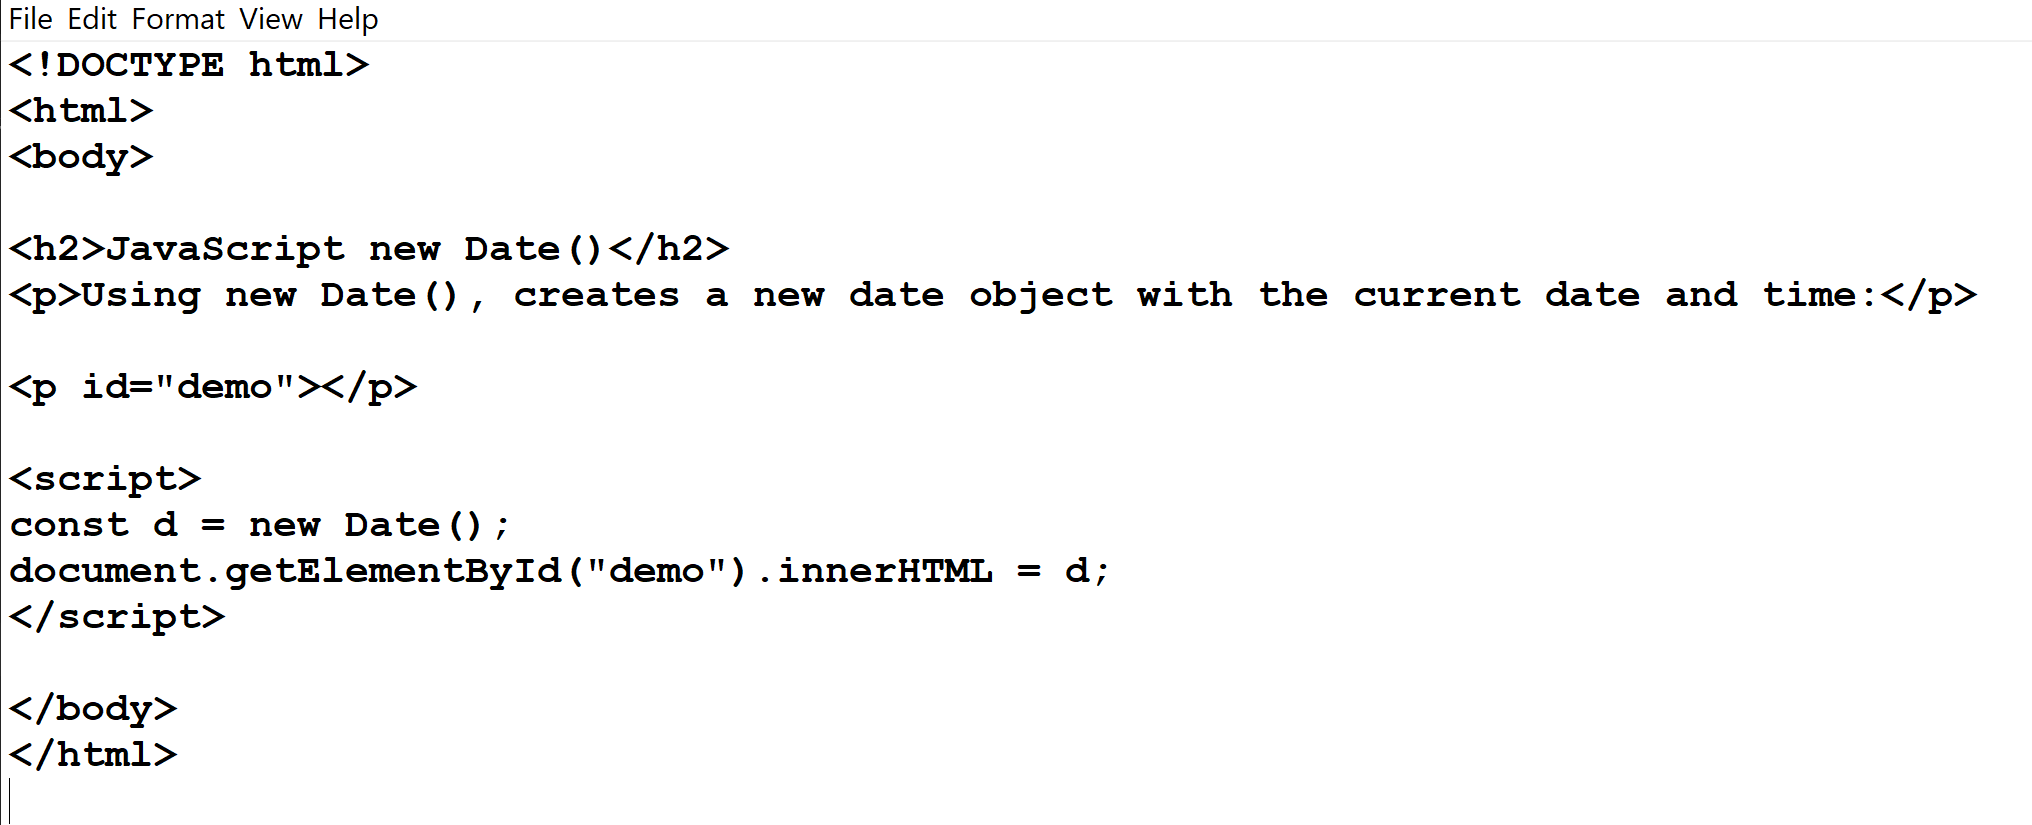 File Edit Format View Help
<!DOCTYPE html>
<html>
<body>
<h2>JavaScript new Date()</h2>
<p>Using new Date(), creates a new date object with the current date and time:</p>
<p id="demo"></p>
<script>
const d = new Date();
document.getElementById("demo").innerHTML = d;
</script>
</body>
</html>